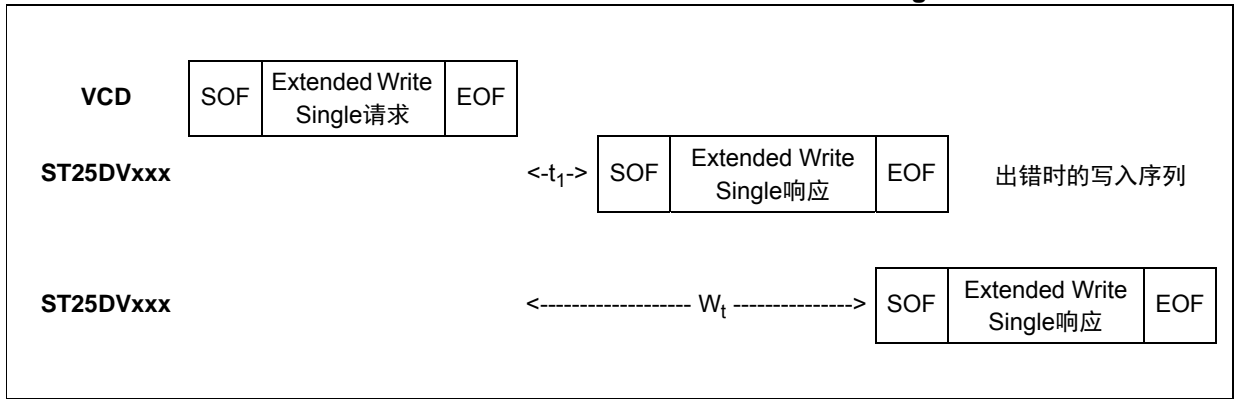 VCD SOF Extended Write EOF
Single请求
ST25DVxxx <-t1-> SOF Extended Write EOF 出错时的写入序列
Single响应
ST25DVxxx <------------------- Wt ---------------> SOF Extended Write EOF
Single响应